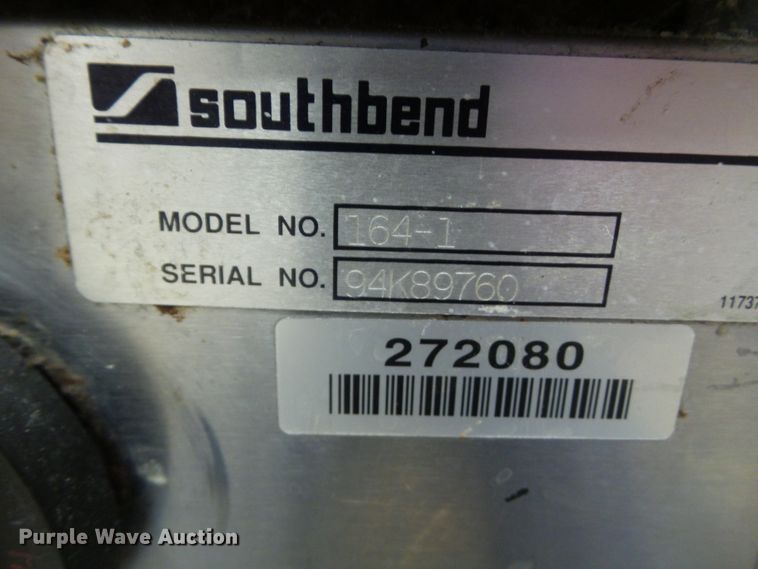 southbend
MODEL NO. 164-1
SERIAL NO. 94K89760
11737
272080
Purple Wave Auction